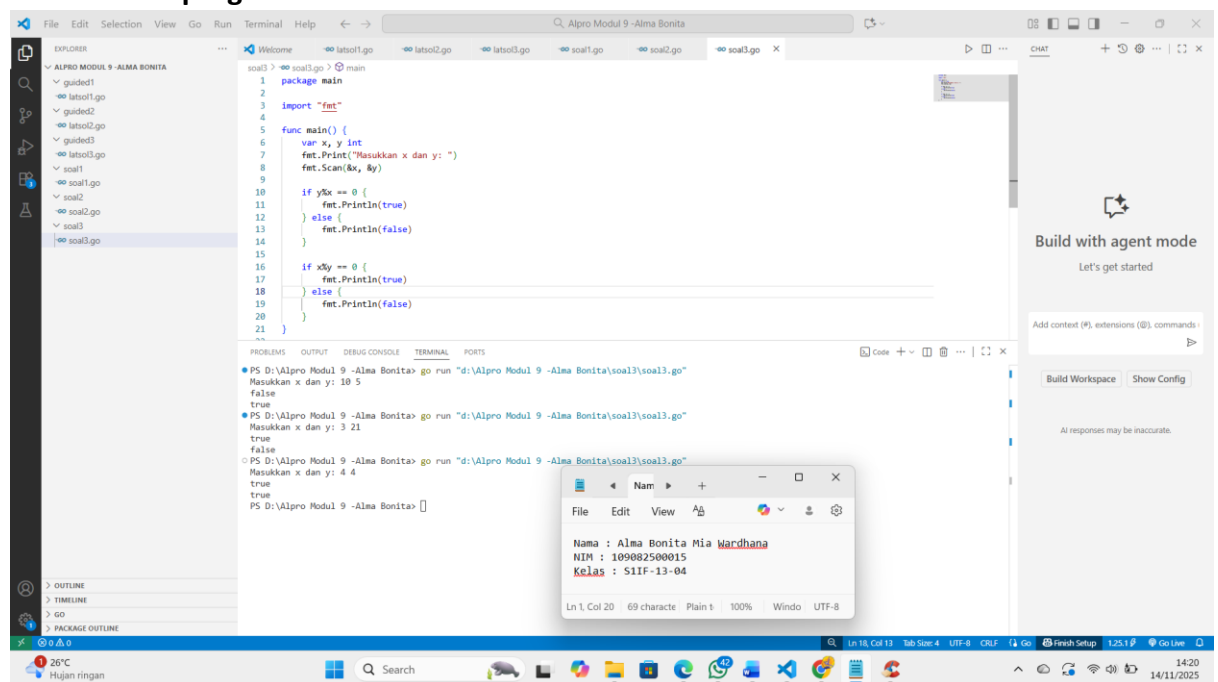 File Edit Selection View Go Run Terminal Help
Alpro Modul 9 -Alma Bonita
EXPLORER
ALPRO MODUL 9 -ALMA BONITA
guided1
latsol1.go
guided2
latsol2.go
guided3
latsol3.go
soal1
soal1.go
soal2
soal2.go
soal3
soal3.go
OUTLINE
TIMELINE
GO
PACKAGE OUTLINE
Welcome latsol1.go latsol2.go latsol3.go soal1.go soal2.go soal3.go
soal3 > soal3.go > main
1 package main
2
3 import "fmt"
4
5 func main() {
6 var x, y int
7 fmt.Print("Masukkan x dan y: ")
8 fmt.Scan(&x, &y)
9
10 if y%x == 0 {
11 fmt.Println(true)
12 } else {
13 fmt.Println(false)
14 }
15
16 if x%y == 0 {
17 fmt.Println(true)
18 } else {
19 fmt.Println(false)
20 }
21 }
PROBLEMS OUTPUT DEBUG CONSOLE TERMINAL PORTS
Code
PS D:\Alpro Modul 9 -Alma Bonita> go run "d:\Alpro Modul 9 -Alma Bonita\soal3\soal3.go"
Masukkan x dan y: 10 5
false
true
PS D:\Alpro Modul 9 -Alma Bonita> go run "d:\Alpro Modul 9 -Alma Bonita\soal3\soal3.go"
Masukkan x dan y: 3 21
true
false
PS D:\Alpro Modul 9 -Alma Bonita> go run "d:\Alpro Modul 9 -Alma Bonita\soal3\soal3.go"
Masukkan x dan y: 4 4
true
true
PS D:\Alpro Modul 9 -Alma Bonita>
CHAT
Build with agent mode
Let's get started
Add context (#), extensions (@), commands
Build Workspace Show Config
AI responses may be inaccurate.
Nam
File Edit View
Nama : Alma Bonita Mia Wardhana
NIM : 109082500015
Kelas : S1IF-13-04
Ln 1, Col 20 69 characte Plain t 100% Windo UTF-8
0 0
Ln 18, Col 13 Tab Size: 4 UTF-8 CRLF Go Finish Setup 1.25.1 Go Live
1
26°C
Hujan ringan
Search
42
14:20
14/11/2025